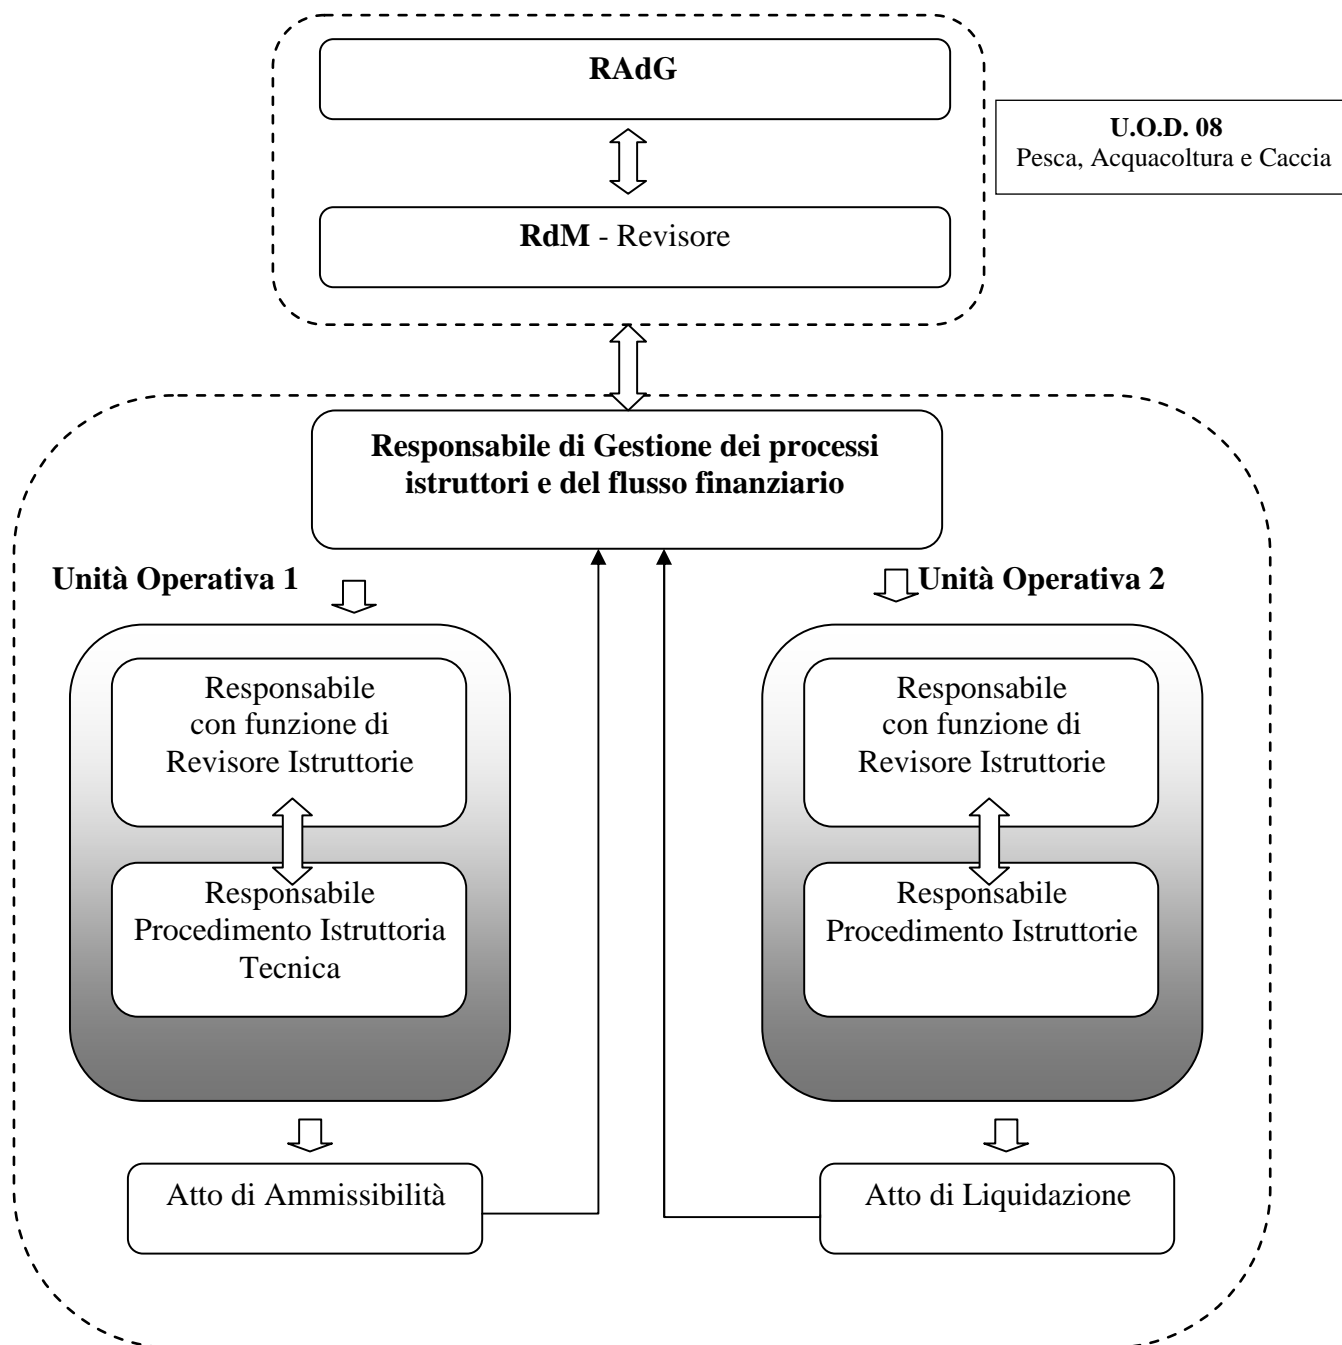 RAdG
U.O.D. 08
Pesca, Acquacoltura e Caccia
RdM - Revisore
Responsabile di Gestione dei processi
istruttori e del flusso finanziario
Unità Operativa 1
Responsabile
con funzione di
Revisore Istruttorie
Responsabile
Procedimento Istruttoria
Tecnica
Atto di Ammissibilità
Unità Operativa 2
Responsabile
con funzione di
Revisore Istruttorie
Responsabile
Procedimento Istruttorie
Atto di Liquidazione